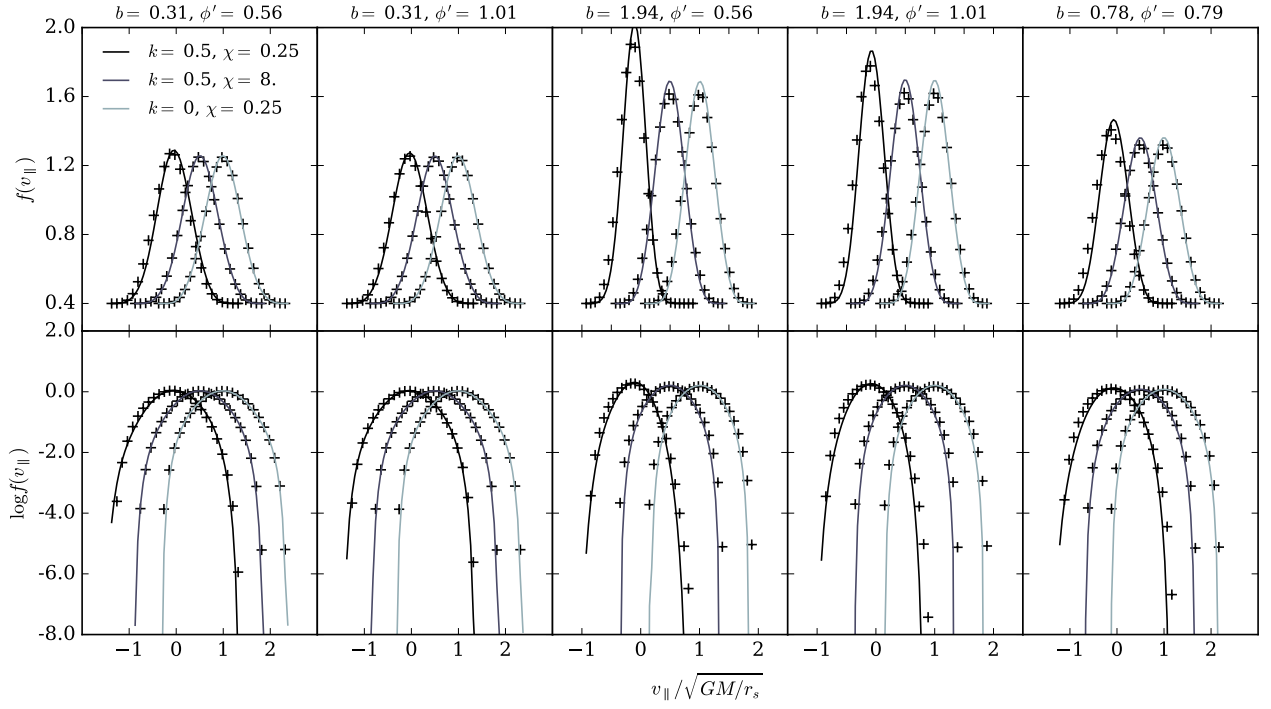 b = 0.31, ϕ′ = 0.56
b = 0.31, ϕ′ = 1.01
b = 1.94, ϕ′ = 0.56
b = 1.94, ϕ′ = 1.01
b = 0.78, ϕ′ = 0.79
k = 0.5, χ = 0.25
k = 0.5, χ = 8.
k = 0, χ = 0.25
f(v∥)
2.0
1.6
1.2
0.8
0.4
log f(v∥)
2.0
0.0
-2.0
-4.0
-6.0
-8.0
−1 0 1 2
−1 0 1 2
−1 0 1 2
−1 0 1 2
−1 0 1 2
v∥/√GM/rs